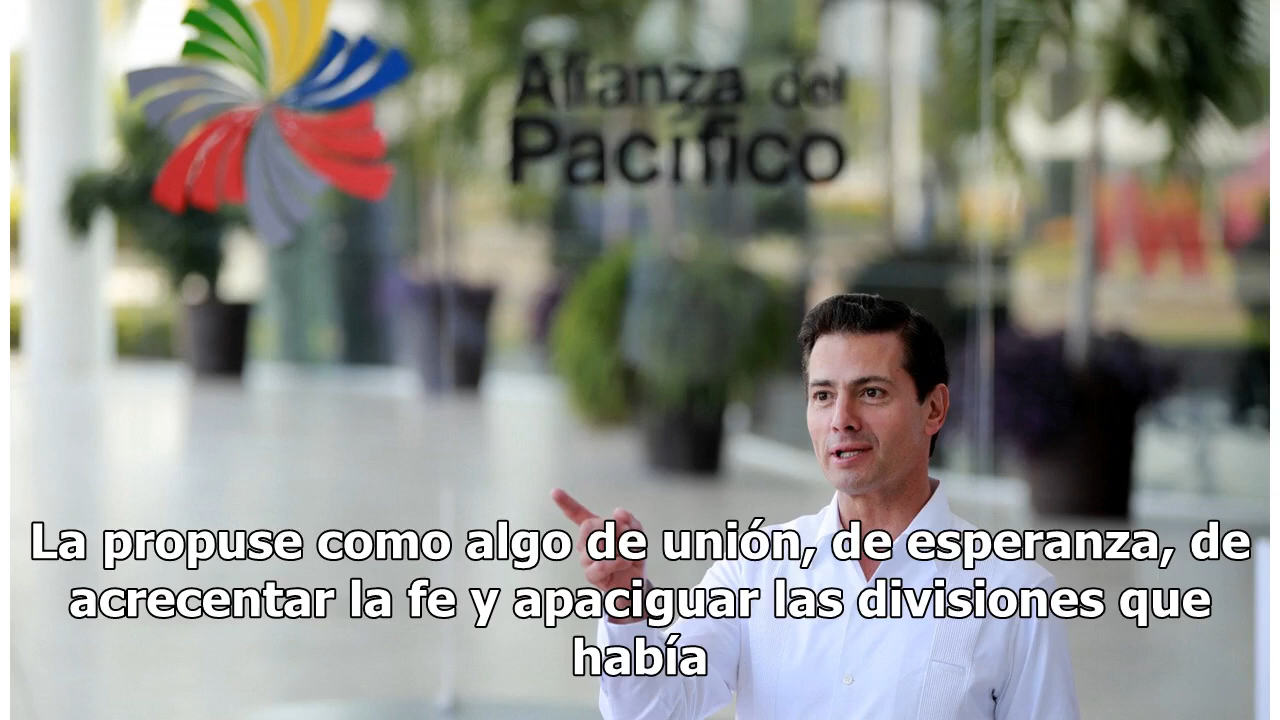 Alianza del
Pacífico
La propuse como algo de unión, de esperanza, de
acrecentar la fe y apaciguar las divisiones que
había